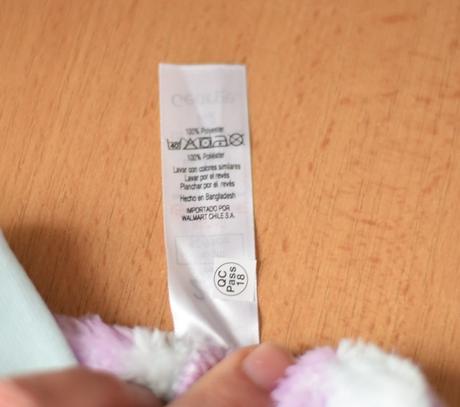 100% Polyester
100% Poliéster
Lavar con colores similares
Lavar por el revés
Planchar por el revés
Hecho en Bangladesh
IMPORTADO POR
WALMART CHILE S.A.
QC
Pass
18